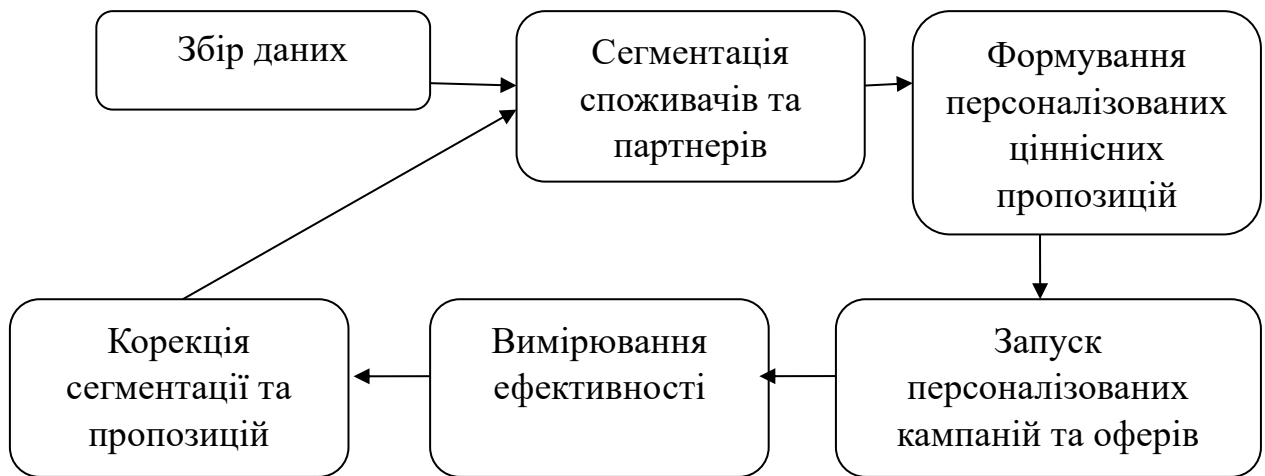 Збір даних
Сегментація
споживачів та
партнерів
Формування
персоналізованих
ціннісних
пропозицій
Запуск
персоналізованих
кампаній та оферів
Вимірювання
ефективності
Корекція
сегментації та
пропозицій